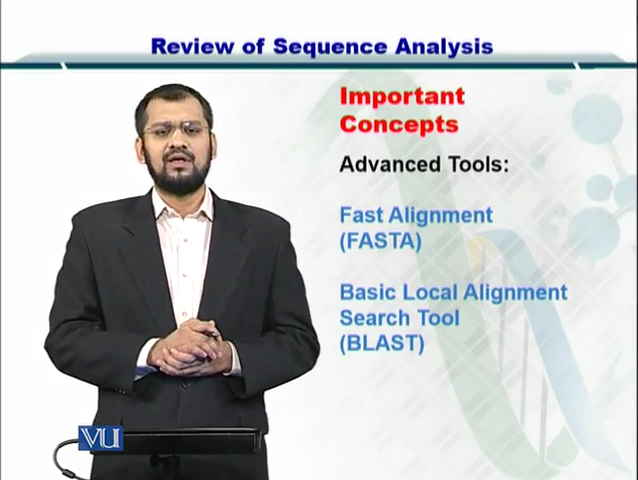 Review of Sequence Analysis
Important
Concepts
Advanced Tools:
Fast Alignment
(FASTA)
Basic Local Alignment
Search Tool
(BLAST)
VU